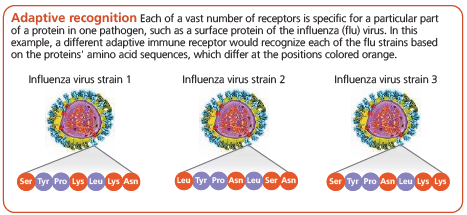 Adaptive recognition Each of a vast number of receptors is specific for a particular part
of a protein in one pathogen, such as a surface protein of the influenza (flu) virus. In this
example, a different adaptive immune receptor would recognize each of the flu strains based
on the proteins' amino acid sequences, which differ at the positions colored orange.
Influenza virus strain 1 Influenza virus strain 2 Influenza virus strain 3
Ser Tyr Pro Lys Leu Lys Asn Leu Tyr Pro Asn Leu Ser Asn Ser Tyr Pro Asn Leu Lys Lys